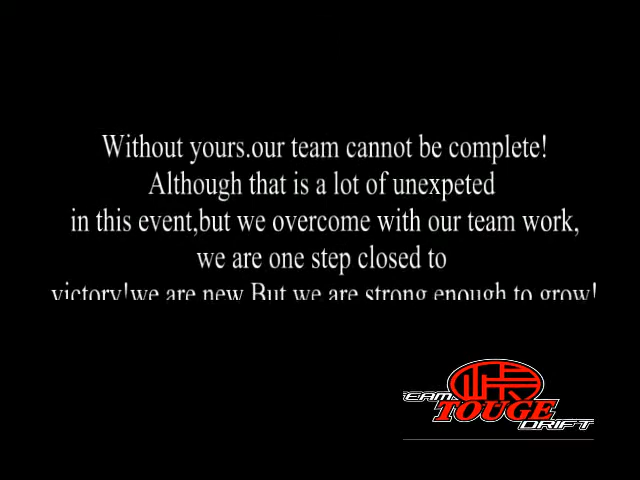 Without yours.our team cannot be complete!
Although that is a lot of unexpeted
in this event,but we overcome with our team work,
we are one step closed to
victory!we are new But we are strong enough to grow!
峠
TEAM
TOUGE
DRIFT